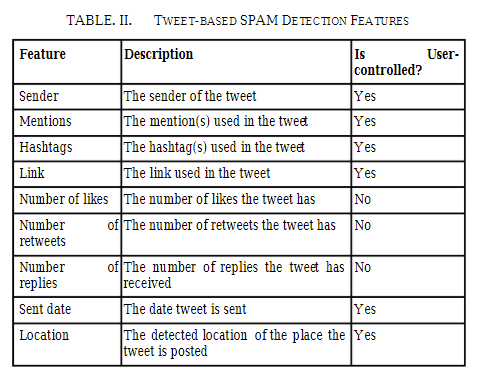 TABLE. II. TWEET-BASED SPAM DETECTION FEATURES
Feature Description Is User-
controlled?
Sender The sender of the tweet Yes
Mentions The mention(s) used in the tweet Yes
Hashtags The hashtag(s) used in the tweet Yes
Link The link used in the tweet Yes
Number of likes The number of likes the tweet has No
Number of The number of retweets the tweet has No
retweets
Number of The number of replies the tweet has No
replies received
Sent date The date tweet is sent Yes
Location The detected location of the place the Yes
tweet is posted